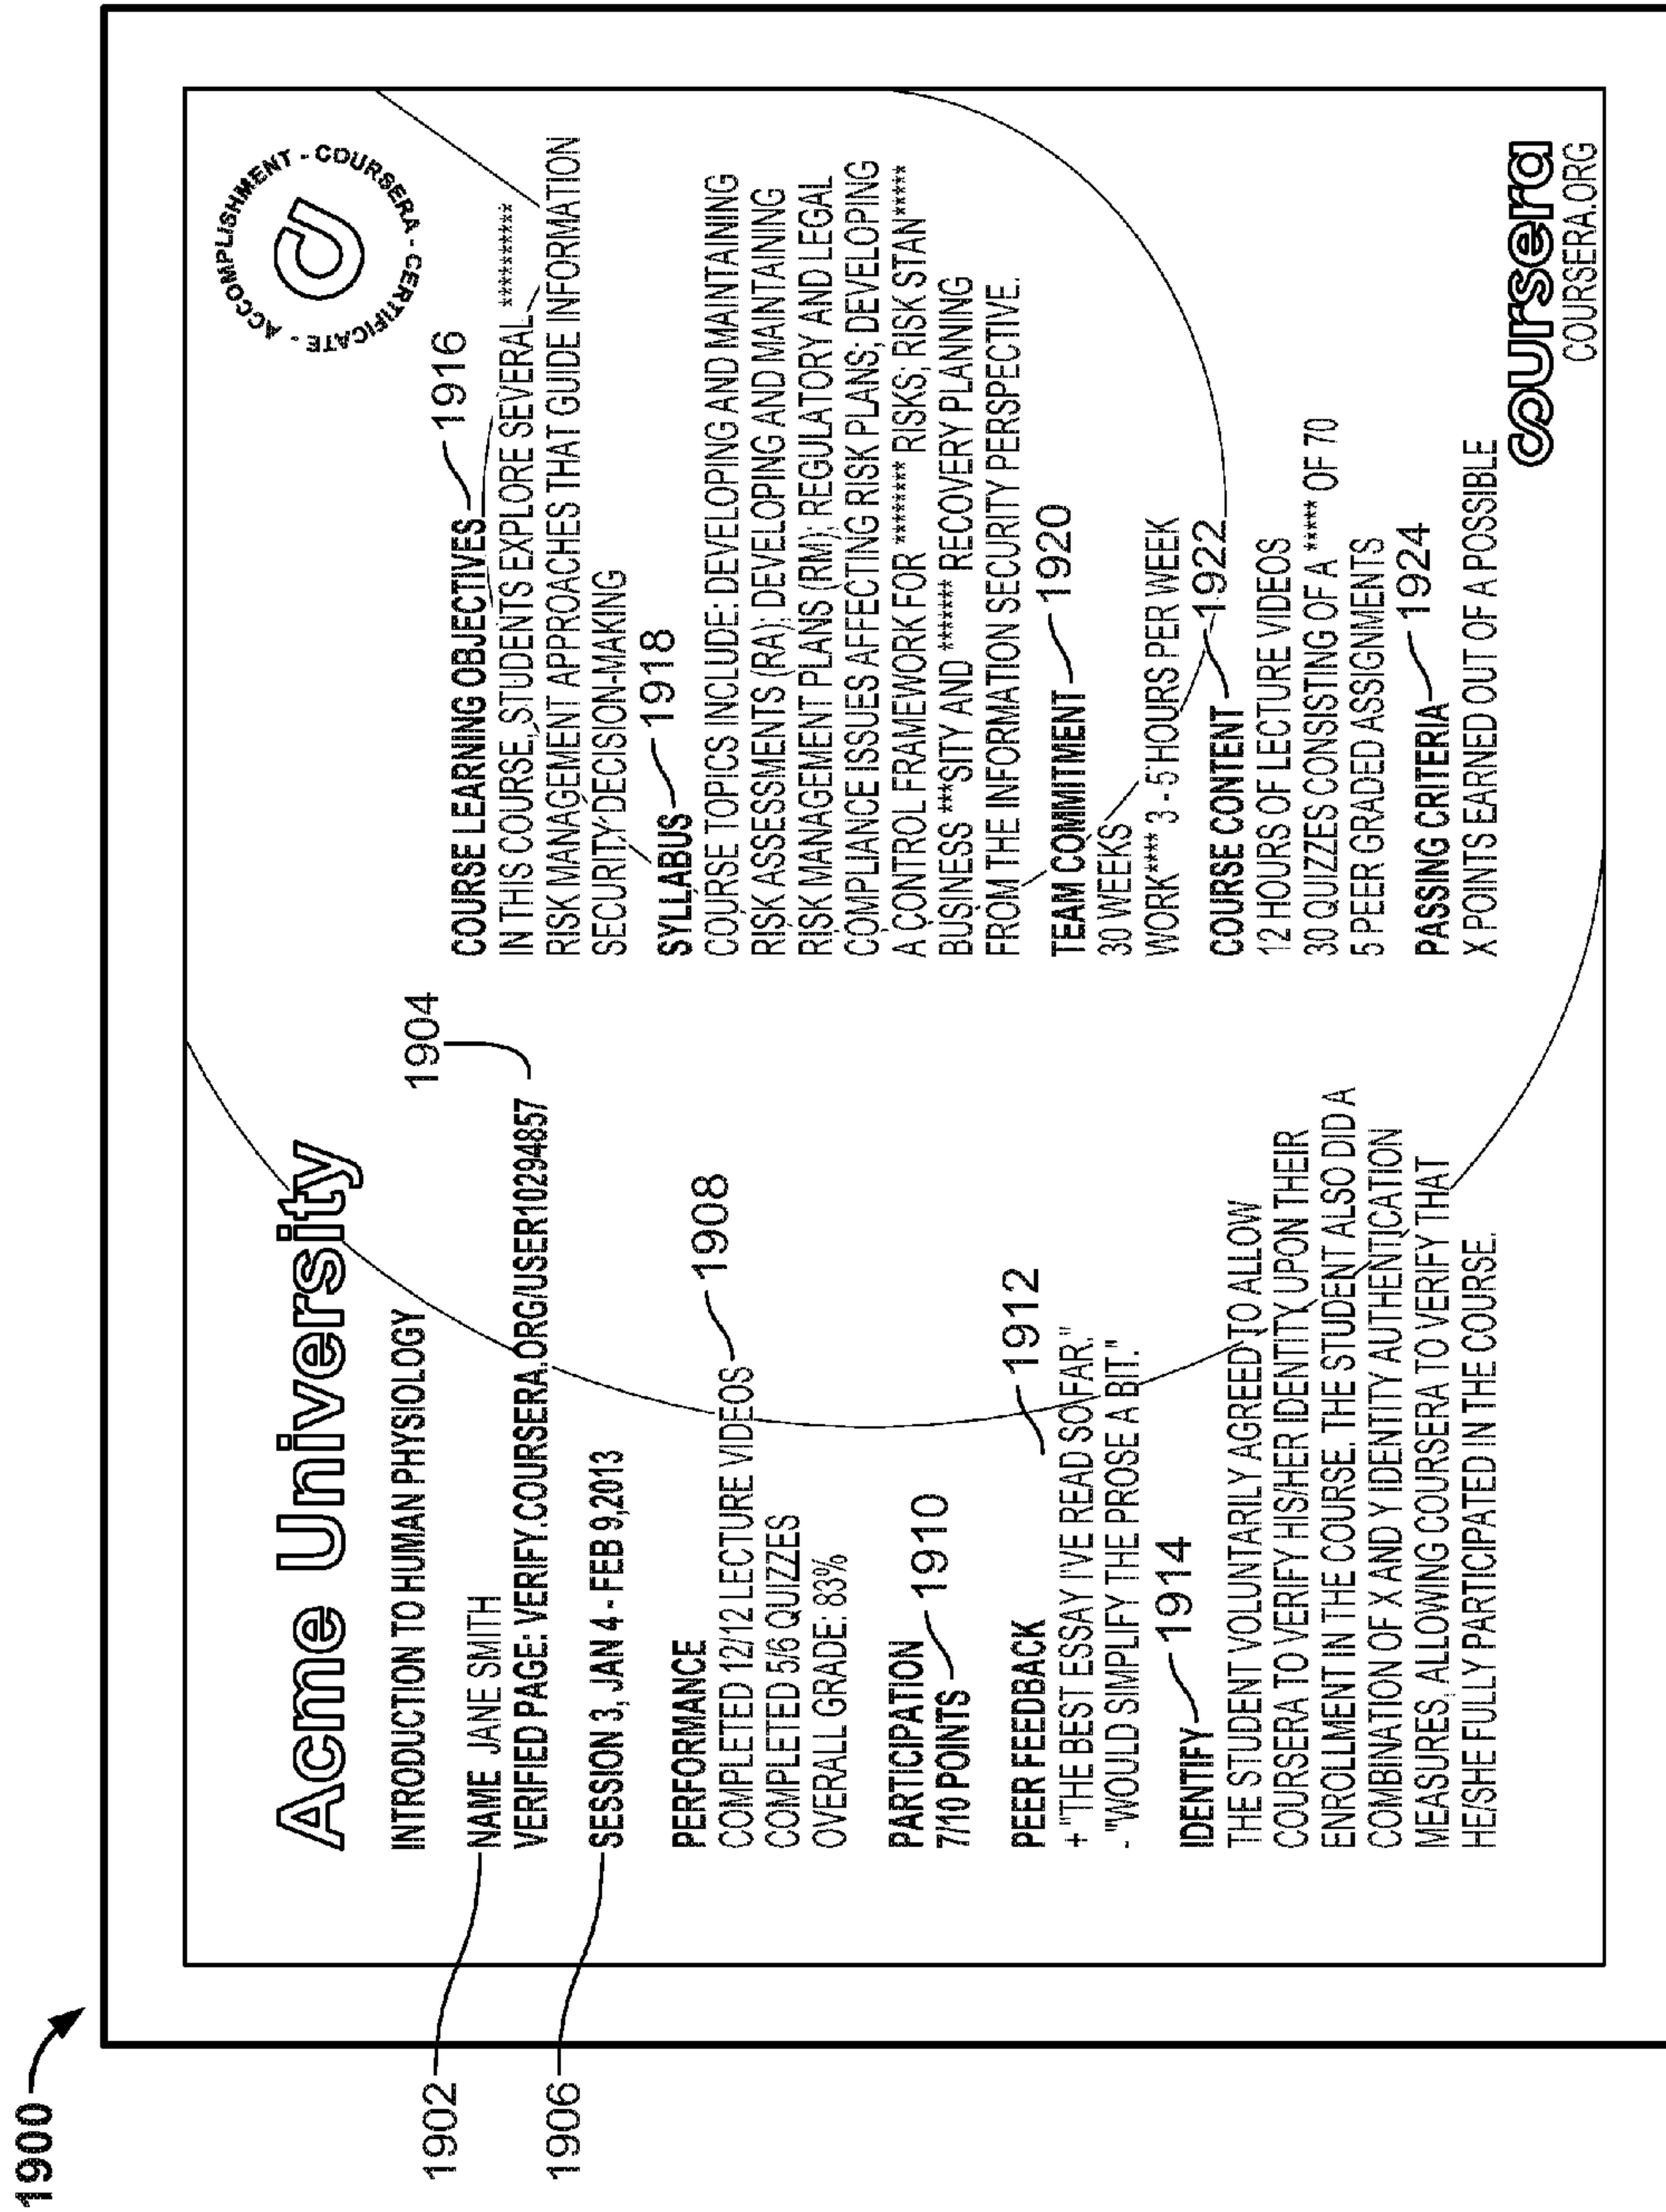 1900
Acme University
INTRODUCTION TO HUMAN PHYSIOLOGY
1904
1902
NAME JANE SMITH
VERIFIED PAGE: VERIFY.COURSERA.ORG/USER10294857
1906
SESSION 3, JAN 4 - FEB 9,2013
PERFORMANCE
COMPLETED 12/12 LECTURE VIDEOS 1908
COMPLETED 5/6 QUIZZES
OVERALL GRADE: 83%
PARTICIPATION
7/10 POINTS 1910
PEER FEEDBACK 1912
+ "THE BEST ESSAY I'VE READ SO FAR."
- "WOULD SIMPLIFY THE PROSE A BIT."
IDENTIFY 1914
THE STUDENT VOLUNTARILY AGREED TO ALLOW
COURSERA TO VERIFY HIS/HER IDENTITY UPON THEIR
ENROLLMENT IN THE COURSE. THE STUDENT ALSO DID A
COMBINATION OF X AND Y IDENTITY AUTHENTICATION
MEASURES, ALLOWING COURSERA TO VERIFY THAT
HE/SHE FULLY PARTICIPATED IN THE COURSE.
COURSERA - CERTIFICATE - ACCOMPLISHMENT -
COURSE LEARNING OBJECTIVES 1916
IN THIS COURSE, STUDENTS EXPLORE SEVERAL **********
RISK MANAGEMENT APPROACHES THAT GUIDE INFORMATION
SECURITY DECISION-MAKING
SYLLABUS 1918
COURSE TOPICS INCLUDE: DEVELOPING AND MAINTAINING
RISK ASSESSMENTS (RA); DEVELOPING AND MAINTAINING
RISK MANAGEMENT PLANS (RM); REGULATORY AND LEGAL
COMPLIANCE ISSUES AFFECTING RISK PLANS; DEVELOPING
A CONTROL FRAMEWORK FOR ******** RISKS; RISK STAN*****
BUSINESS ****SITY AND ******* RECOVERY PLANNING
FROM THE INFORMATION SECURITY PERSPECTIVE.
TEAM COMMITMENT 1920
30 WEEKS
WORK**** 3 - 5 HOURS PER WEEK
COURSE CONTENT 1922
12 HOURS OF LECTURE VIDEOS
30 QUIZZES CONSISTING OF A ***** OF 70
5 PEER GRADED ASSIGNMENTS
PASSING CRITERIA 1924
X POINTS EARNED OUT OF A POSSIBLE
coursera
COURSERA.ORG